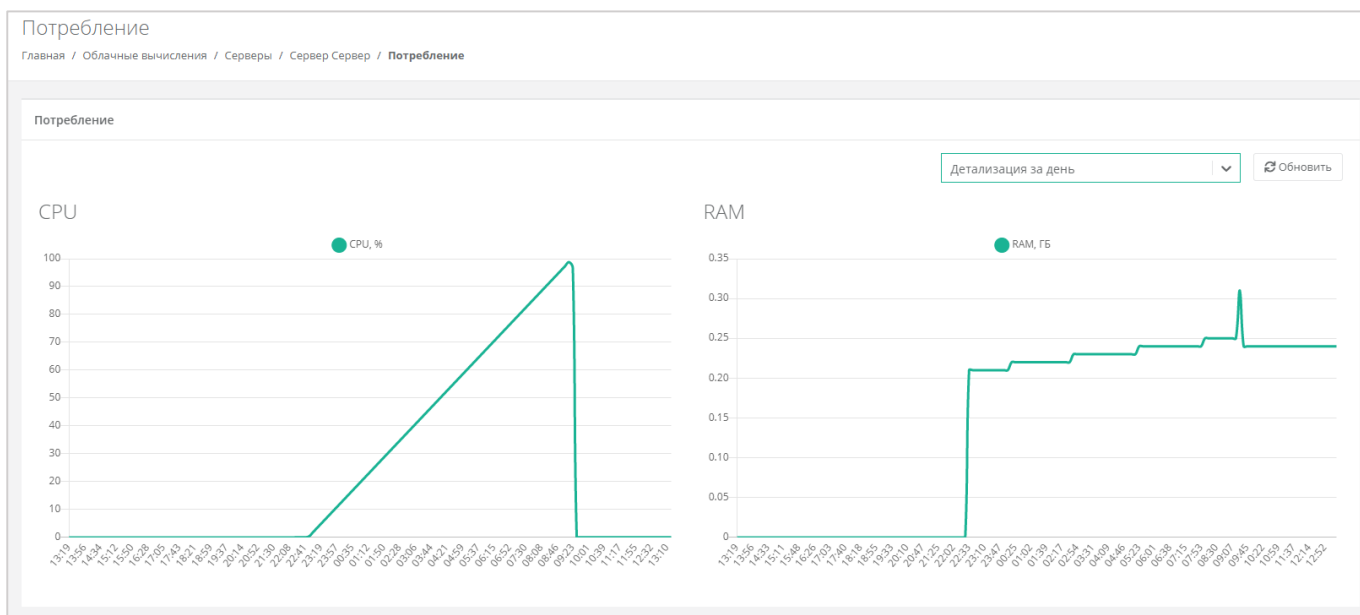 Потребление
Главная / Облачные вычисления / Серверы / Сервер Сервер / Потребление
Потребление
Детализация за день
Обновить
CPU
CPU, %
100
90
80
70
60
50
40
30
20
10
0
13:19 13:56 14:34 15:12 15:50 16:28 17:05 17:43 18:21 18:59 19:37 20:14 20:52 21:30 22:08 22:41 23:19 23:57 00:35 01:12 01:50 02:28 03:06 03:44 04:21 04:59 05:37 06:15 06:52 07:30 08:08 08:46 09:23 10:01 10:39 11:17 11:55 12:32 13:10
RAM
RAM, ГБ
0.35
0.30
0.25
0.20
0.15
0.10
0.05
0
13:19 13:56 14:33 15:11 15:48 16:26 17:03 17:40 18:18 18:55 19:33 20:10 20:47 21:25 22:02 22:33 23:10 23:47 00:25 01:02 01:39 02:17 02:54 03:31 04:09 04:46 05:23 06:01 06:38 07:15 07:53 08:30 09:07 09:45 10:22 10:59 11:37 12:14 12:52